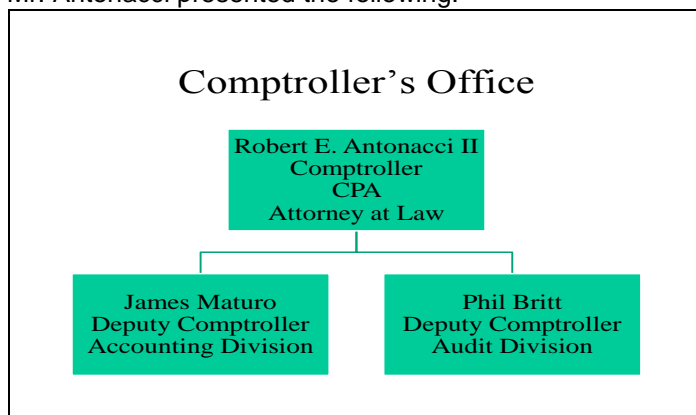 Mr. Antonacci presented the following:
Comptroller’s Office
Robert E. Antonacci II
Comptroller
CPA
Attorney at Law
James Maturo
Deputy Comptroller
Accounting Division
Phil Britt
Deputy Comptroller
Audit Division